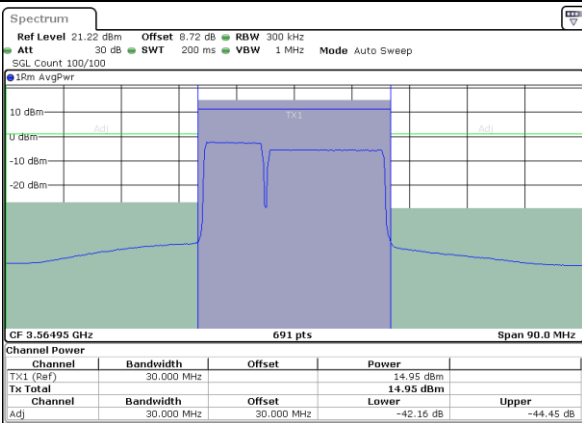 Spectrum
Ref Level 21.22 dBm Offset 8.72 dB RBW 300 kHz
Att 30 dB SWT 200 ms VBW 1 MHz Mode Auto Sweep
SGL Count 100/100
1Rm AvgPwr
10 dBm
TX1
Adj Adj
0 dBm
-10 dBm
-20 dBm
CF 3.56495 GHz 691 pts Span 90.0 MHz
Channel Power
Channel Bandwidth Offset Power
TX1 (Ref) 30.000 MHz 14.95 dBm
Tx Total 14.95 dBm
Channel Bandwidth Offset Lower Upper
Adj 30.000 MHz 30.000 MHz -42.16 dB -44.45 dB